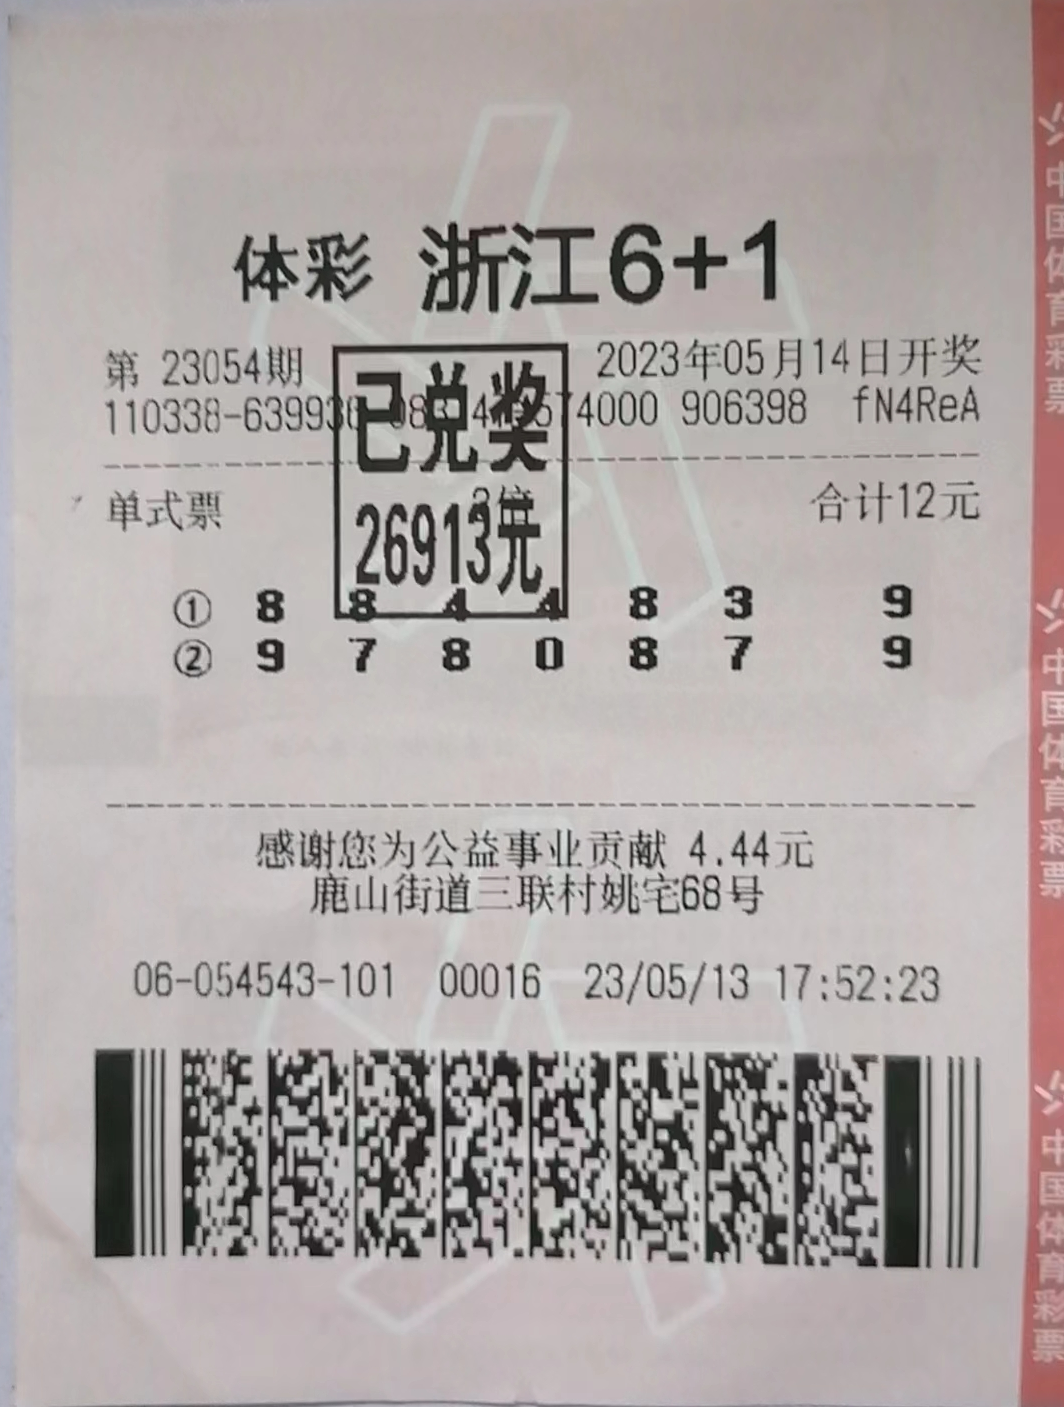 体彩 浙江6+1
第 23054期 2023年05月14日开奖
已兑奖
110338-63993 74000 906398 fN4ReA
单式票 合计12元
26913元
① 8 8 4 4 8 3 9
② 9 7 8 0 8 7 9
感谢您为公益事业贡献 4.44元
鹿山街道三联村姚宅68号
06-054543-101 00016 23/05/13 17:52:23
中国体育彩票
中国体育彩票
中国体育彩票